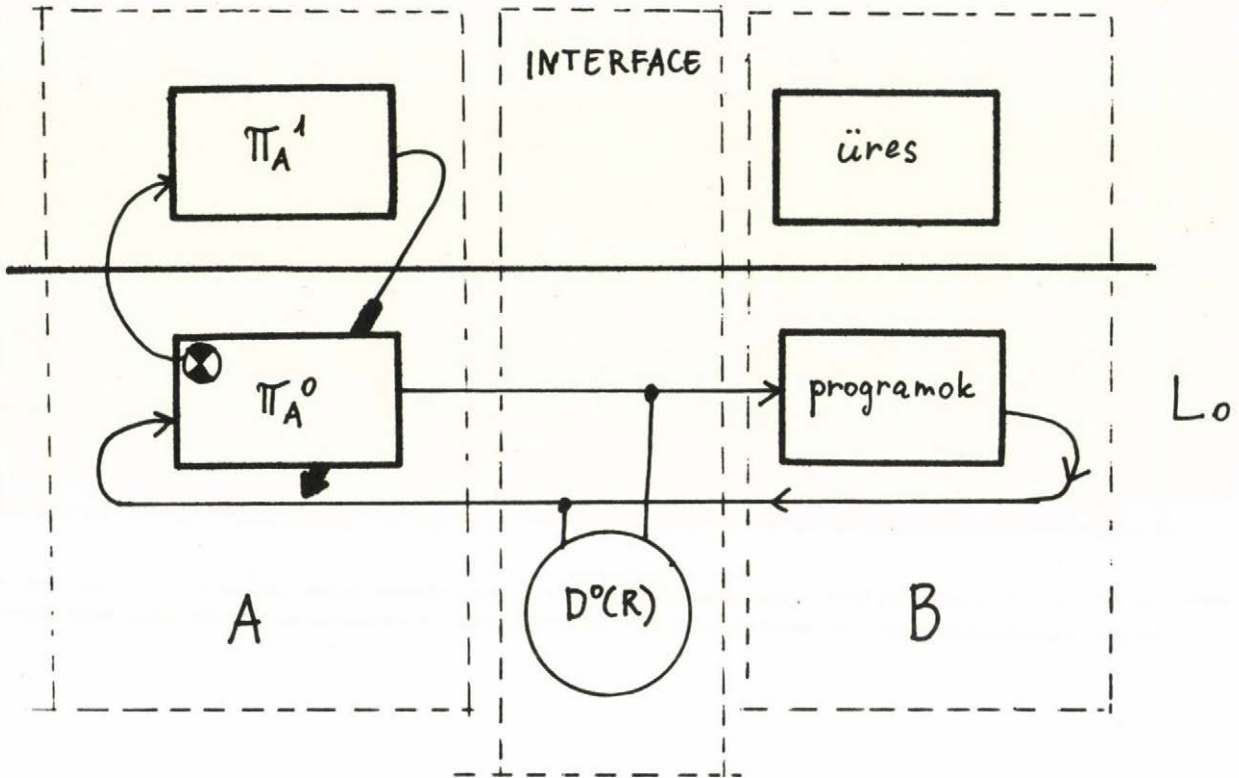 INTERFACE
π_A^1
üres
π_A^0
programok
L_0
D^0(R)
A
B